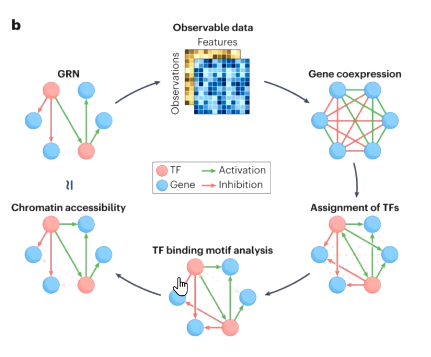 b
Observable data
Features
Observations
GRN
Gene coexpression
TF
Activation
Gene
Inhibition
≈
Chromatin accessibility
Assignment of TFs
TF binding motif analysis